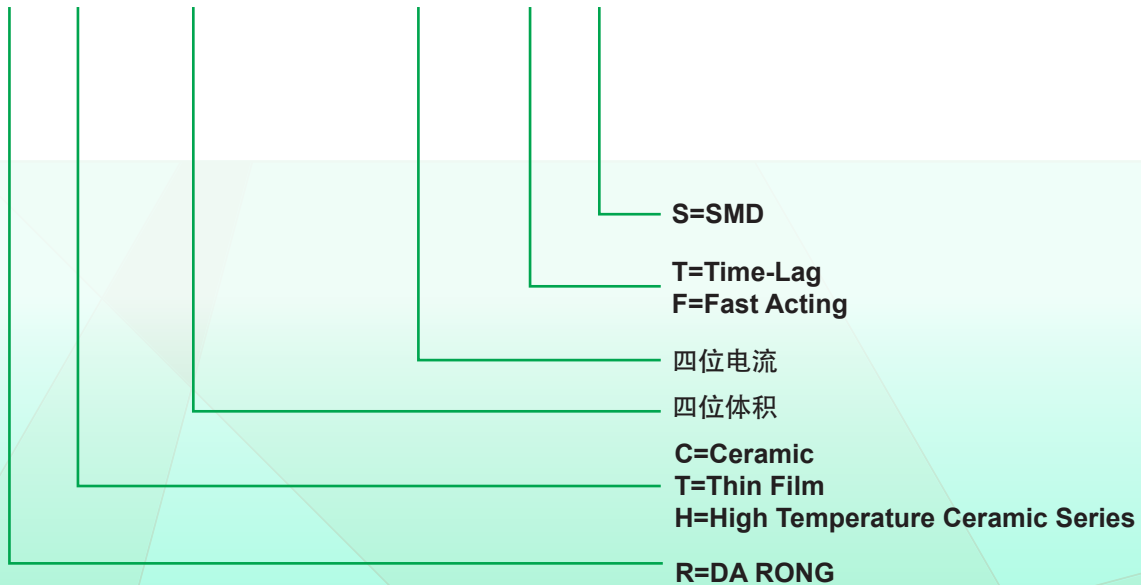 S=SMD
T=Time-Lag
F=Fast Acting
四位电流
四位体积
C=Ceramic
T=Thin Film
H=High Temperature Ceramic Series
R=DA RONG